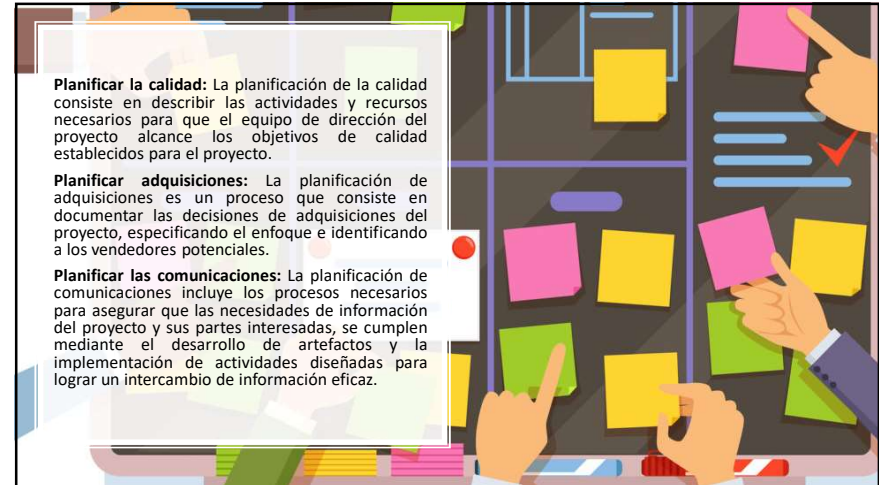 Planificar la calidad: La planificación de la calidad
consiste en describir las actividades y recursos
necesarios para que el equipo de dirección del
proyecto alcance los objetivos de calidad
establecidos para el proyecto.
Planificar adquisiciones: La planificación de
adquisiciones es un proceso que consiste en
documentar las decisiones de adquisiciones del
proyecto, especificando el enfoque e identificando
a los vendedores potenciales.
Planificar las comunicaciones: La planificación de
comunicaciones incluye los procesos necesarios
para asegurar que las necesidades de información
del proyecto y sus partes interesadas, se cumplen
mediante el desarrollo de artefactos y la
implementación de actividades diseñadas para
lograr un intercambio de información eficaz.